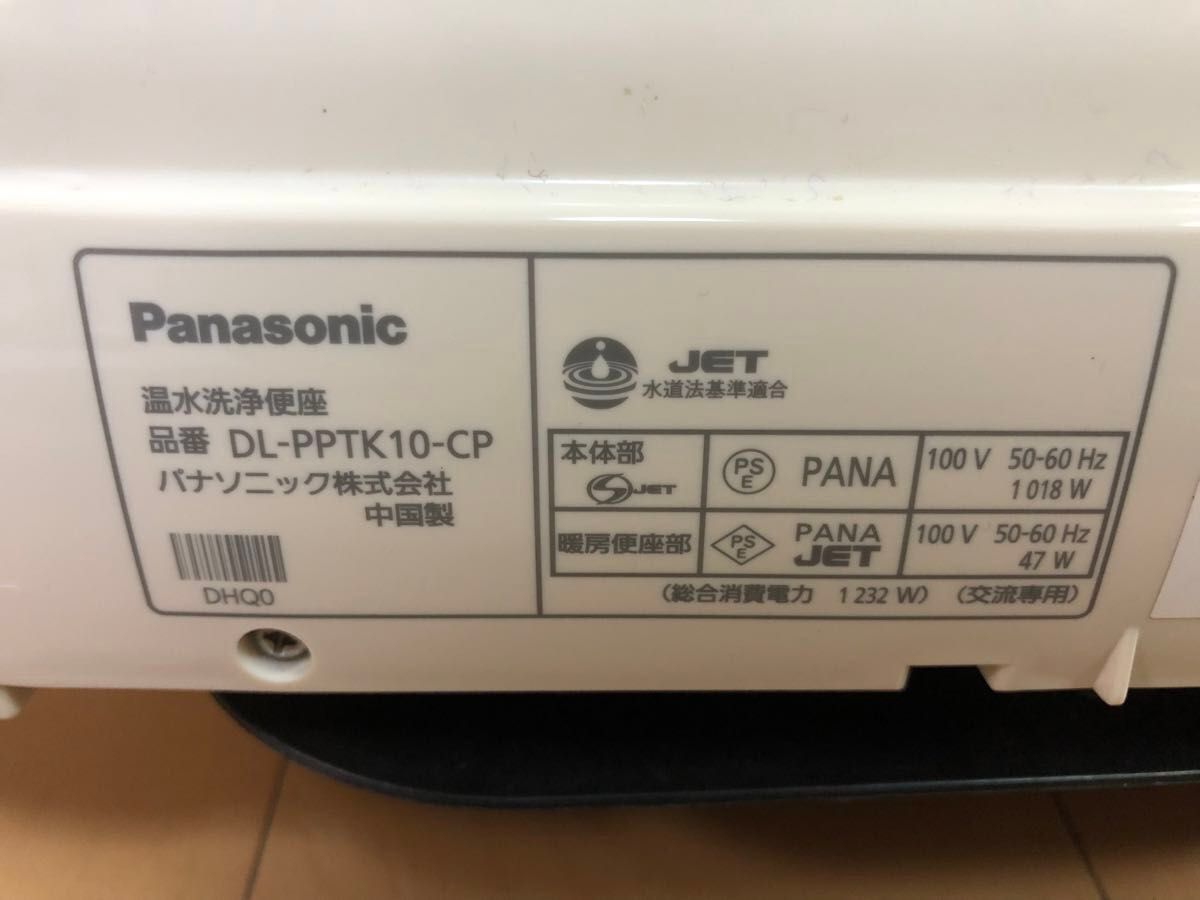 Panasonic
温水洗浄便座
品番 DL-PPTK10-CP
パナソニック株式会社
中国製
DHQ0
JET
水道法基準適合
本体部
S JET
PS
E
PANA
100 V 50-60 Hz
1 018 W
暖房便座部
PS
E
PANA
JET
100 V 50-60 Hz
47 W
(総合消費電力 1 232 W) (交流専用)